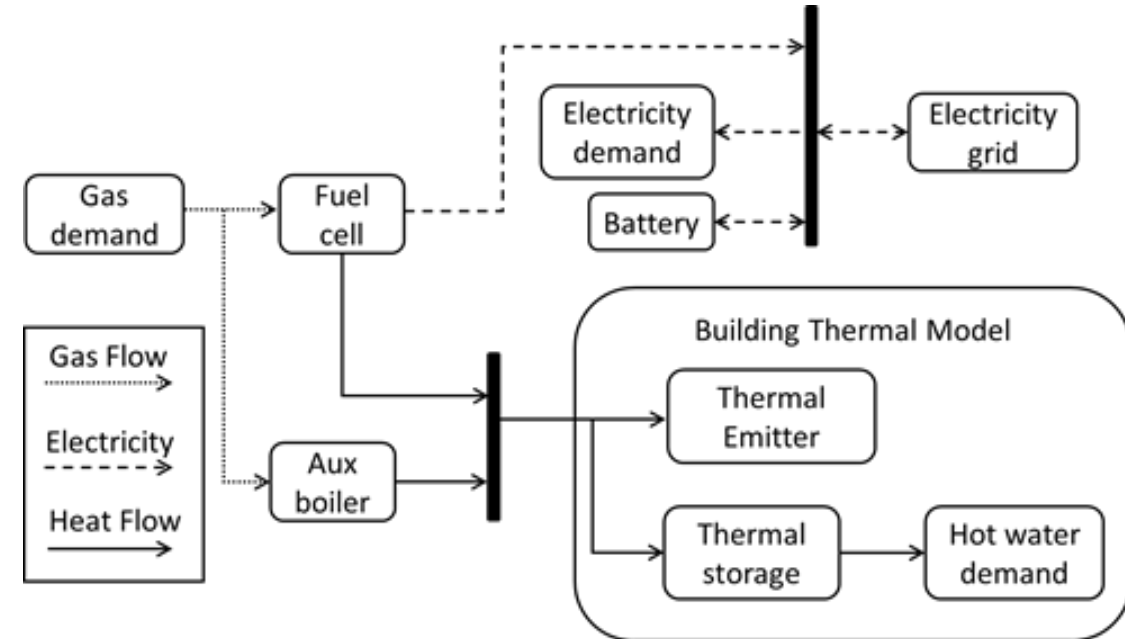 Electricity
demand
Electricity
grid
Gas
demand
Fuel
cell
Battery
Building Thermal Model
Gas Flow
Thermal
Emitter
Electricity
Aux
boiler
Heat Flow
Thermal
storage
Hot water
demand